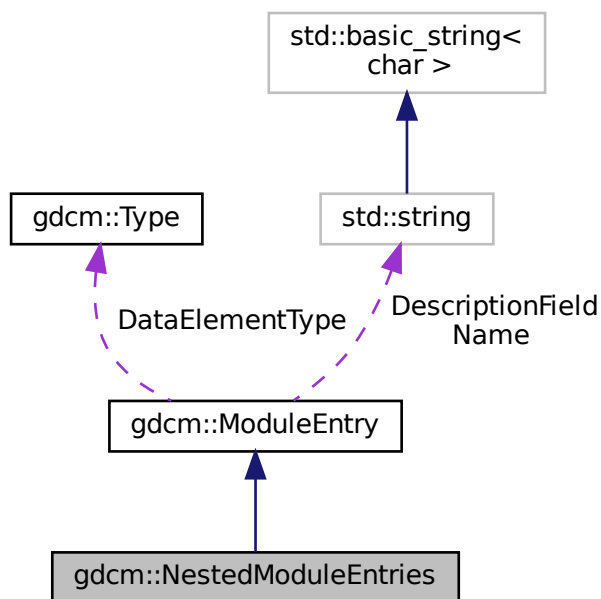 std::basic_string<
char >
gdcm::Type
std::string
DataElementType
DescriptionField
Name
gdcm::ModuleEntry
gdcm::NestedModuleEntries